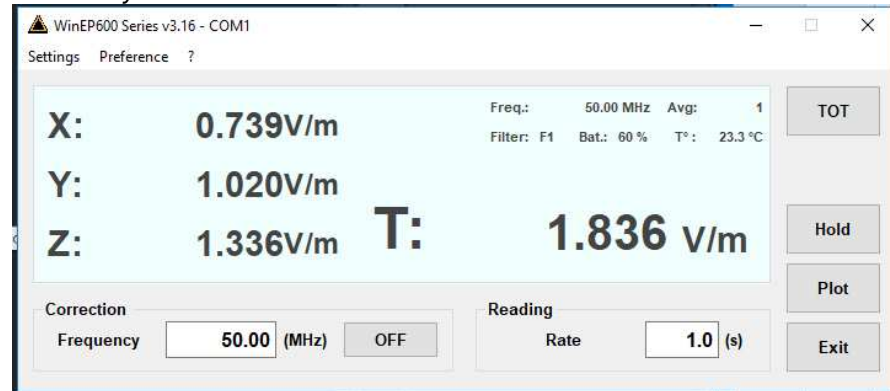 WinEP600 Series v3.16 - COM1
Settings Preference ?
X: 0.739V/m
Freq.: 50.00 MHz Avg: 1
Filter: F1 Bat.: 60 % T° : 23.3 °C
TOT
Y: 1.020V/m
Z: 1.336V/m
T: 1.836 V/m
Hold
Plot
Correction
Frequency 50.00 (MHz) OFF
Reading
Rate 1.0 (s)
Exit